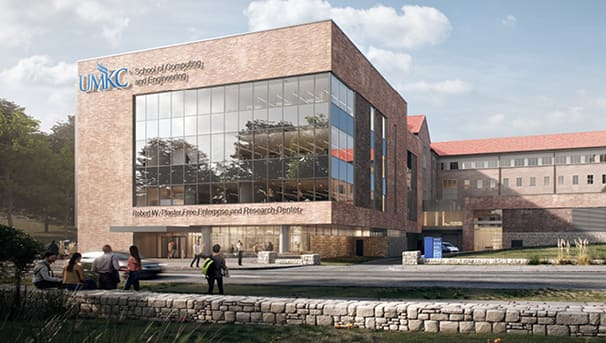 UMKC
School of Computing
and Engineering
Robert W. Plaster Free Enterprise and Research Center